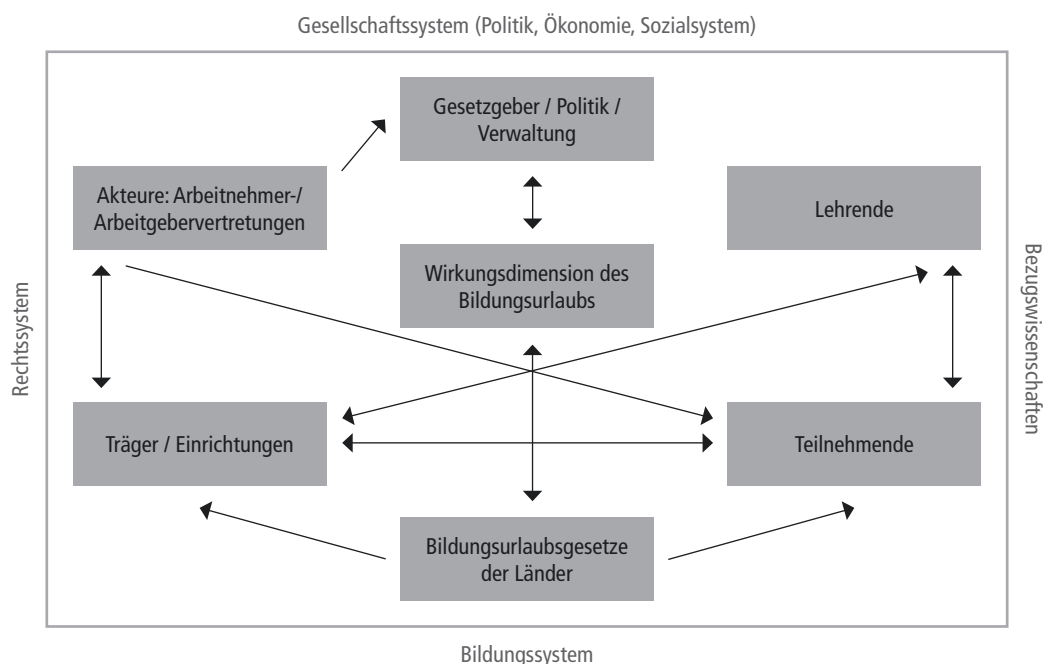 Gesellschaftssystem (Politik, Ökonomie, Sozialsystem)
Gesetzgeber / Politik /
Verwaltung
Akteure: Arbeitnehmer-/
Arbeitgebervertretungen
Lehrende
Wirkungsdimension des
Bildungsurlaubs
Rechtssystem
Bezugswissenschaften
Träger / Einrichtungen
Teilnehmende
Bildungsurlaubsgesetze
der Länder
Bildungssystem